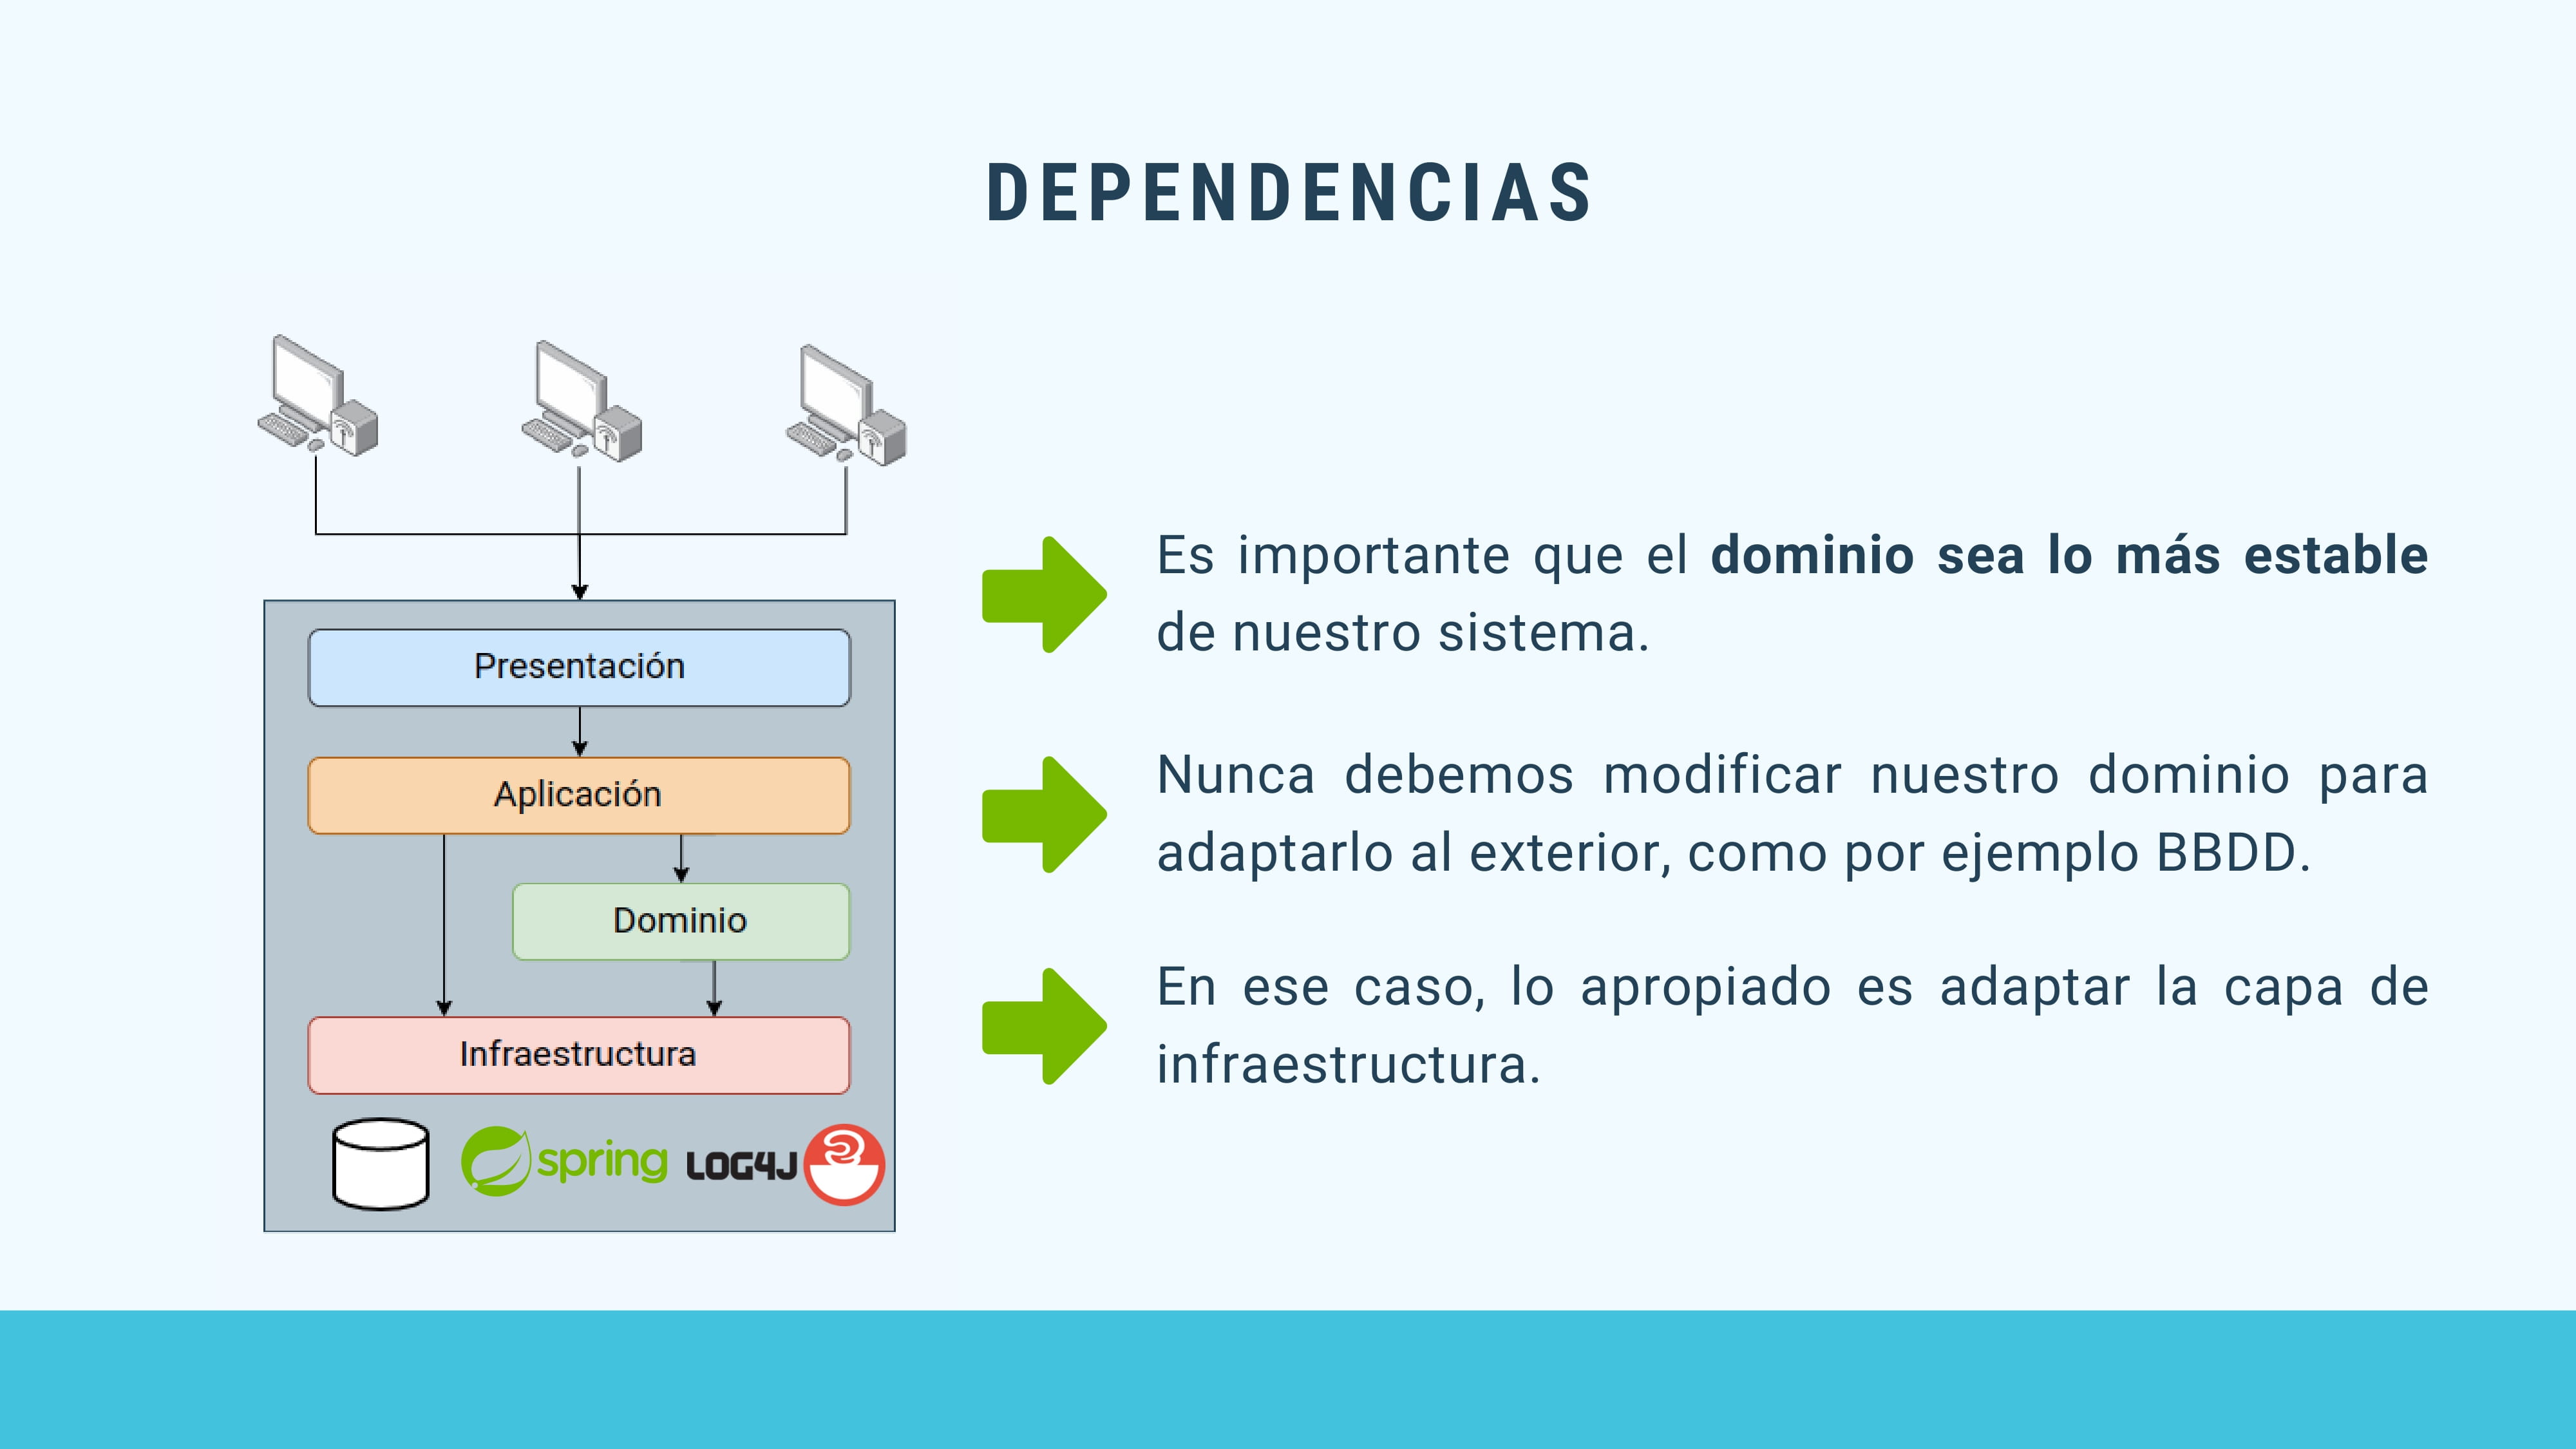 DEPENDENCIAS
Presentación
Aplicación
Dominio
Infraestructura
spring LOG4J
Es importante que el dominio sea lo más estable
de nuestro sistema.
Nunca debemos modificar nuestro dominio para
adaptarlo al exterior, como por ejemplo BBDD.
En ese caso, lo apropiado es adaptar la capa de
infraestructura.